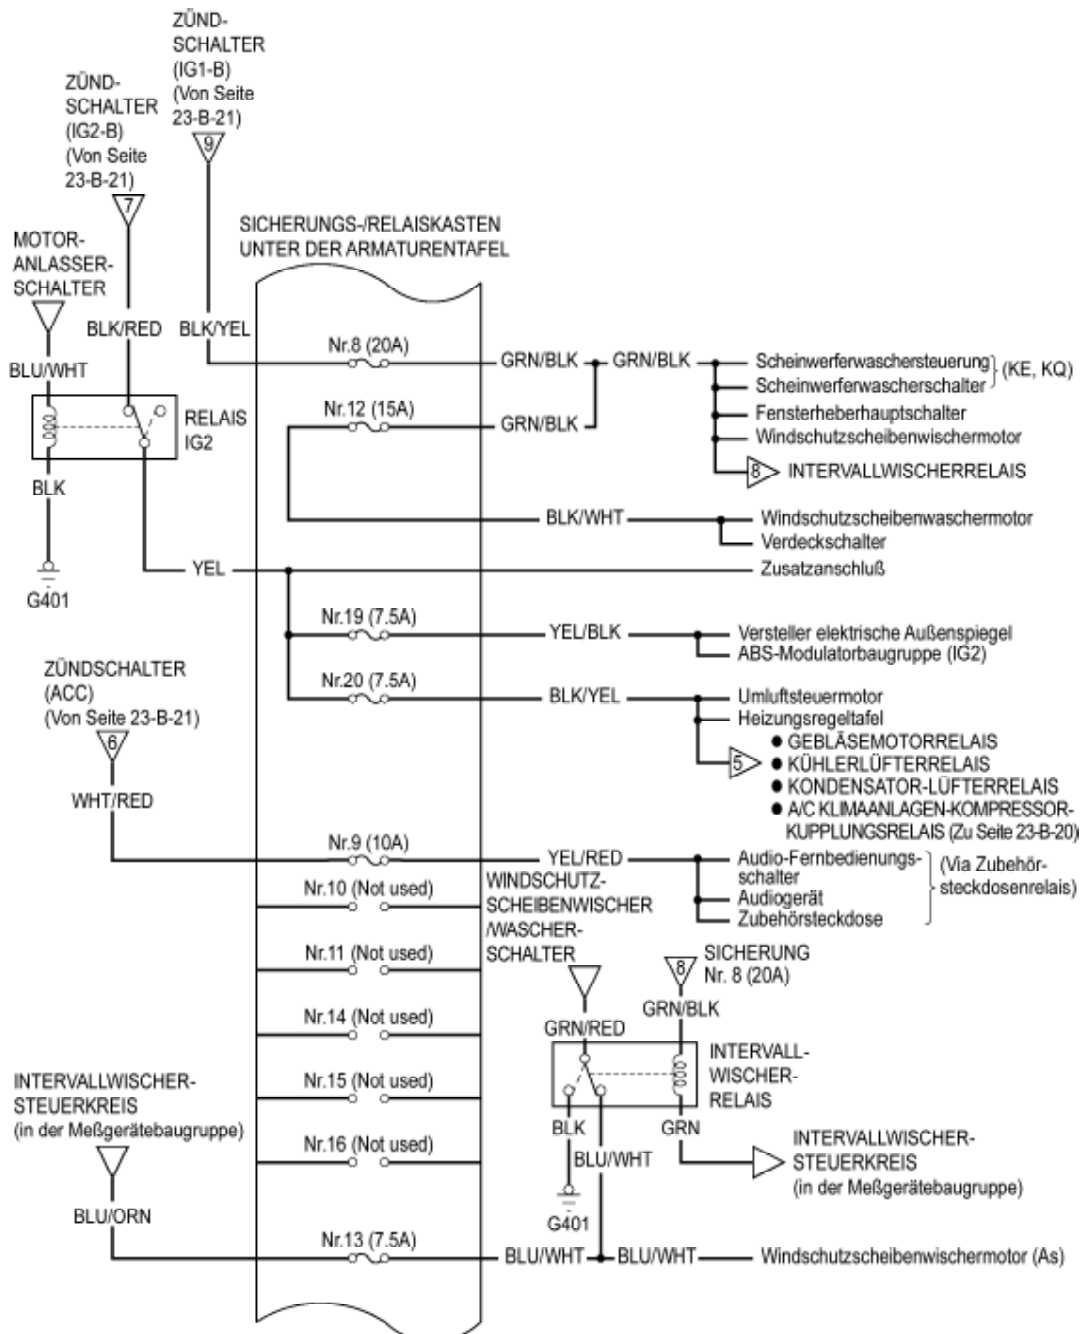 ZÜND-
SCHALTER
(IG1-B)
(Von Seite
23-B-21)
9
ZÜND-
SCHALTER
(IG2-B)
(Von Seite
23-B-21)
7
MOTOR-
ANLASSER-
SCHALTER
SICHERUNGS-/RELAISKASTEN
UNTER DER ARMATURENTAFEL
BLK/RED
BLK/YEL
BLU/WHT
Nr.8 (20A)
GRN/BLK
GRN/BLK
Scheinwerferwaschersteuerung
Scheinwerferwascherschalter
(KE, KQ)
RELAIS
IG2
Nr.12 (15A)
GRN/BLK
Fensterheberhauptschalter
Windschutzscheibenwischermotor
8
INTERVALLWISCHERRELAIS
BLK
G401
BLK/WHT
Windschutzscheibenwaschermotor
Verdeckschalter
YEL
Zusatzanschluß
Nr.19 (7.5A)
YEL/BLK
Versteller elektrische Außenspiegel
ABS-Modulatorbaugruppe (IG2)
ZÜNDSCHALTER
(ACC)
(Von Seite 23-B-21)
6
Nr.20 (7.5A)
BLK/YEL
Umluftsteuermotor
Heizungsregeltafel
5
● GEBLÄSEMOTORRELAIS
● KÜHLERLÜFTERRELAIS
● KONDENSATOR-LÜFTERRELAIS
● A/C KLIMAANLAGEN-KOMPRESSOR-
KUPPLUNGSRELAIS (Zu Seite 23-B-20)
WHT/RED
Nr.9 (10A)
YEL/RED
Audio-Fernbedienungs-
schalter
Audiogerät
Zubehörsteckdose
(Via Zubehör-
steckdosenrelais)
Nr.10 (Not used)
Nr.11 (Not used)
Nr.14 (Not used)
Nr.15 (Not used)
Nr.16 (Not used)
WINDSCHUTZ-
SCHEIBENWISCHER
/WASCHER-
SCHALTER
8
SICHERUNG
Nr. 8 (20A)
GRN/RED
GRN/BLK
INTERVALL-
WISCHER-
RELAIS
BLK
GRN
BLU/WHT
G401
INTERVALLWISCHER-
STEUERKREIS
(in der Meßgerätebaugruppe)
INTERVALLWISCHER-
STEUERKREIS
(in der Meßgerätebaugruppe)
BLU/ORN
Nr.13 (7.5A)
BLU/WHT
BLU/WHT
Windschutzscheibenwischermotor (As)